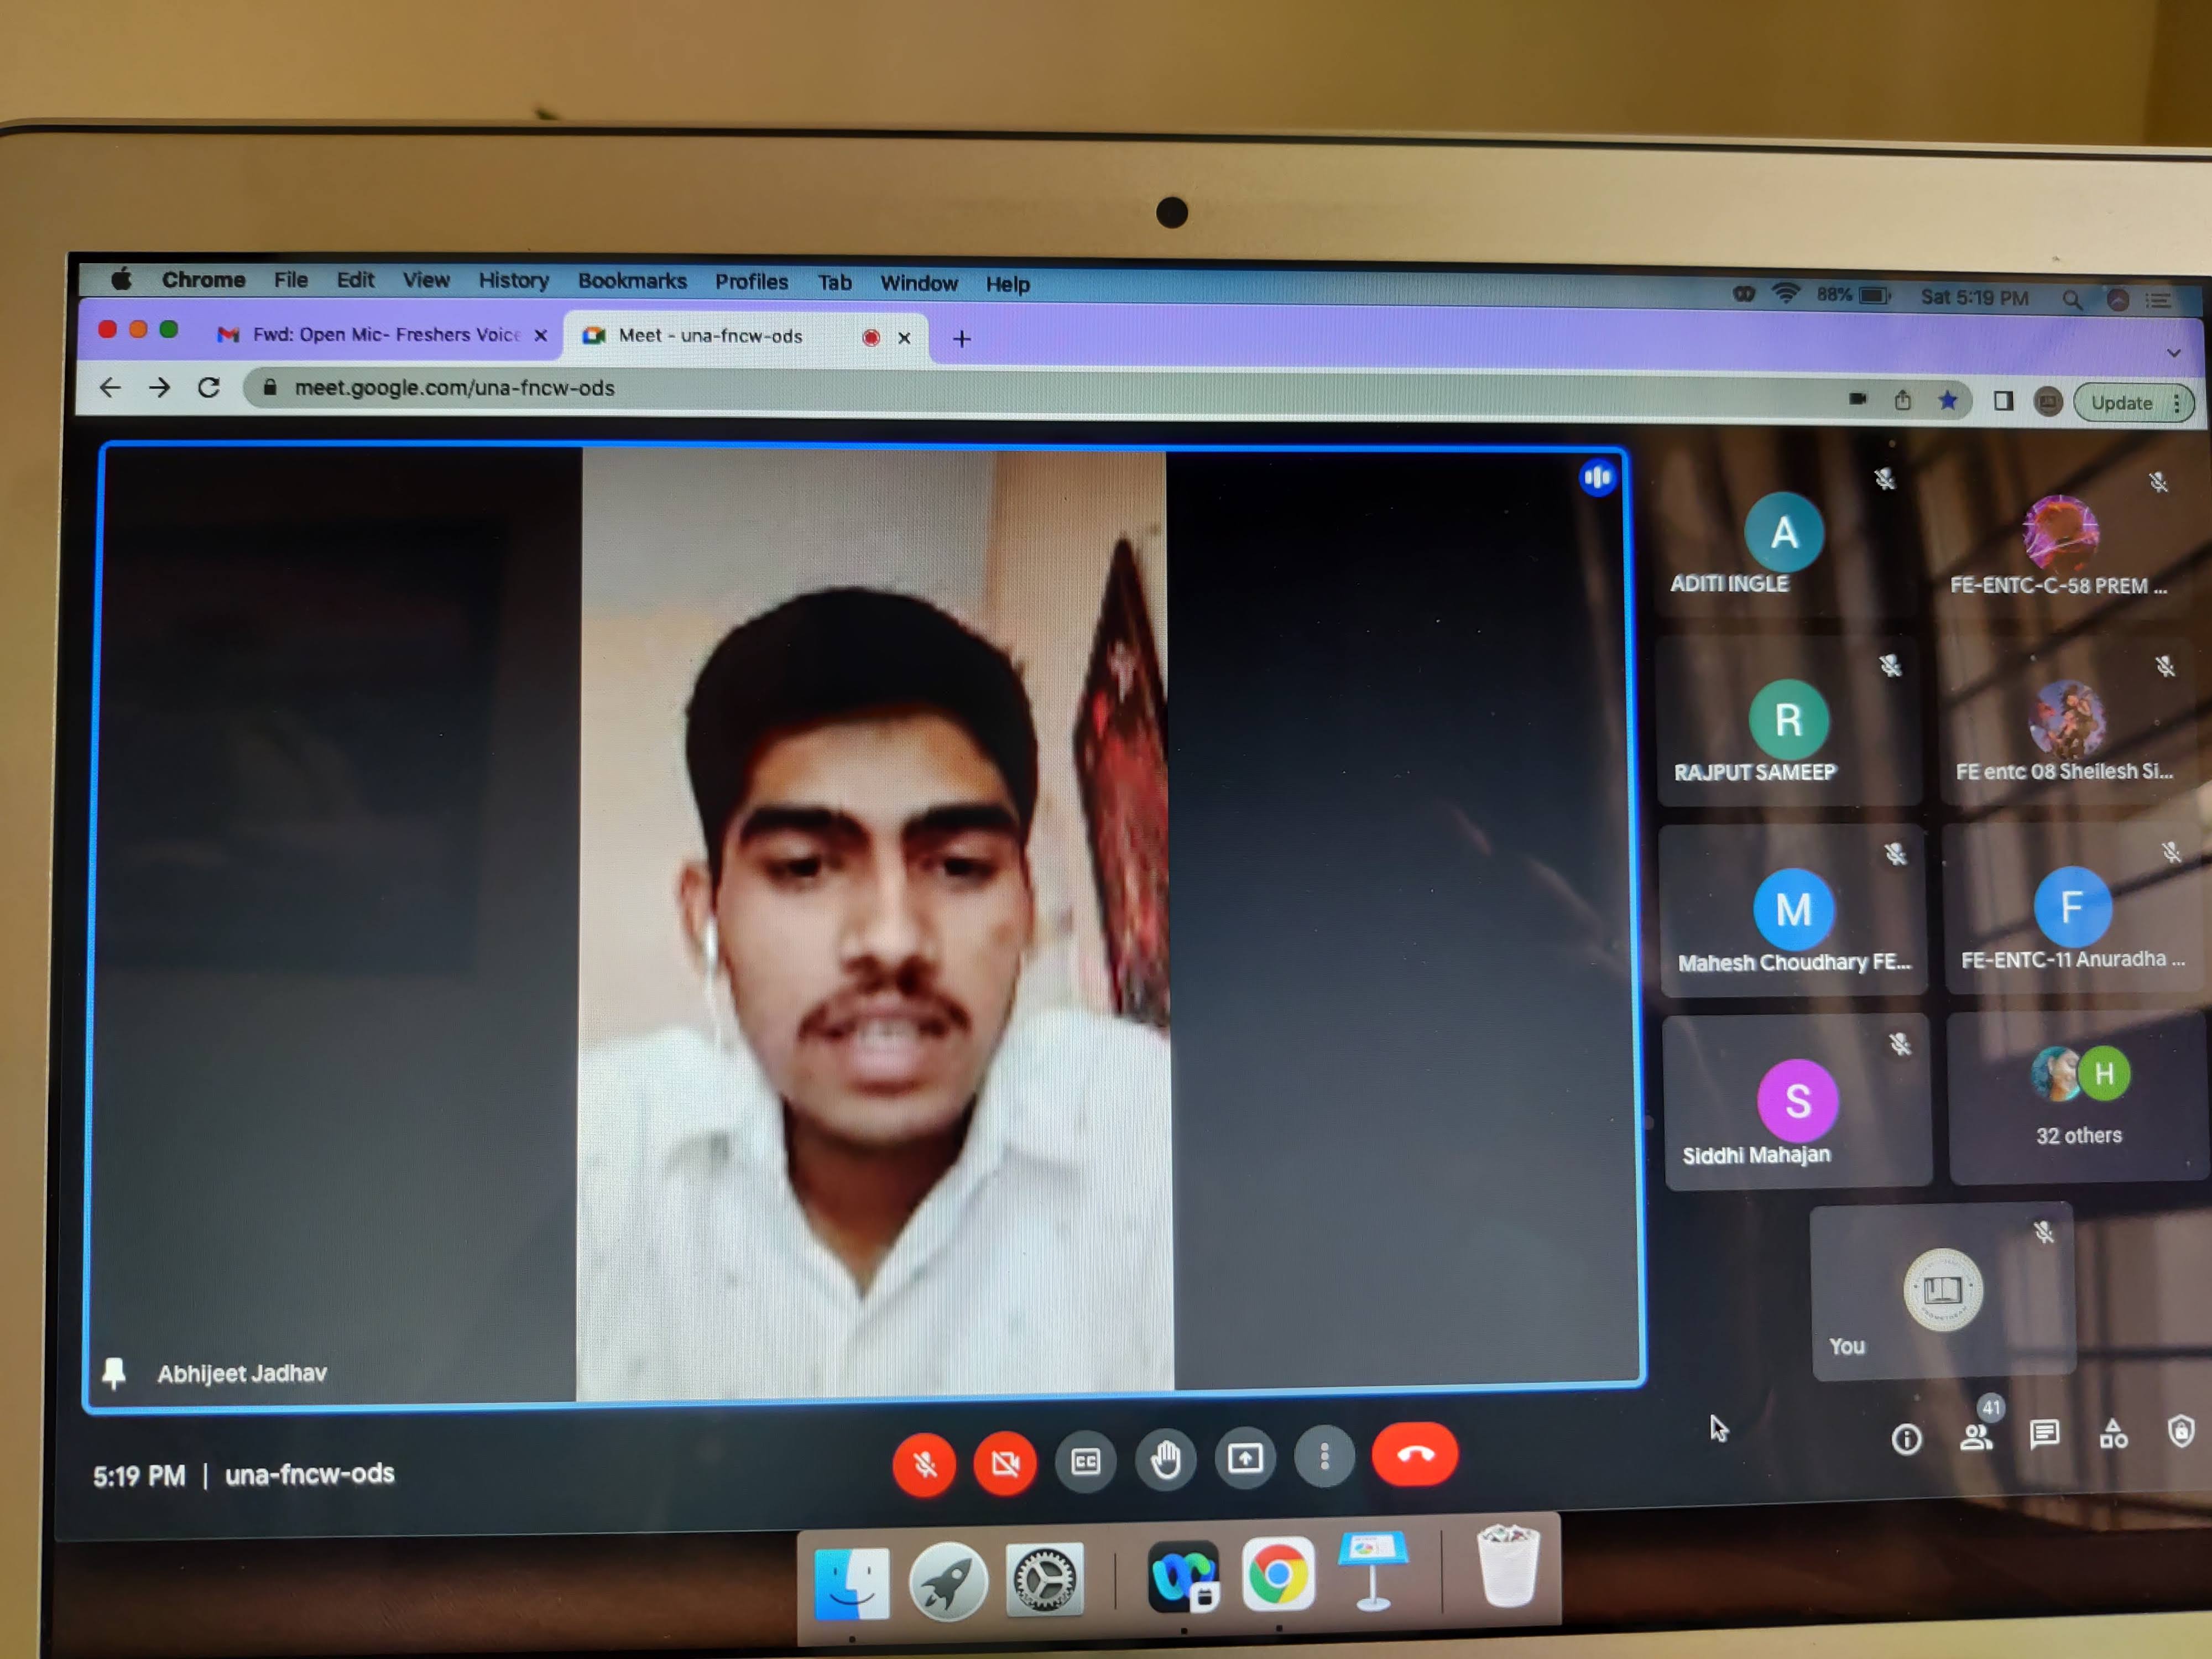 Chrome File Edit View History Bookmarks Profiles Tab Window Help
88% Sat 5:19 PM
Fwd: Open Mic- Freshers Voice
Meet - una-fncw-ods
meet.google.com/una-fncw-ods
Update
A
ADITI INGLE
FE-ENTC-C-58 PREM ...
R
RAJPUT SAMEEP
FE entc 08 Sheilesh Si...
M
Mahesh Choudhary FE...
F
FE-ENTC-11 Anuradha ...
S
Siddhi Mahajan
H
32 others
You
Abhijeet Jadhav
5:19 PM | una-fncw-ods
CC
41